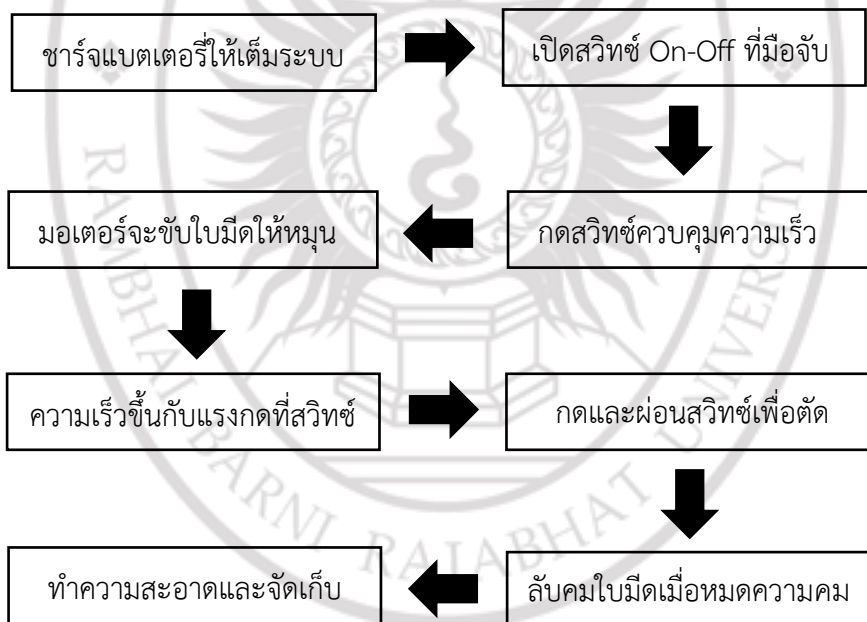 ชาร์จแบตเตอรี่ให้เต็มระบบ
เปิดสวิทซ์ On-Off ที่มือจับ
กดสวิทซ์ควบคุมความเร็ว
มอเตอร์จะขับใบมีดให้หมุน
ความเร็วขึ้นกับแรงกดที่สวิทซ์
กดและผ่อนสวิทซ์เพื่อตัด
ลับคมใบมีดเมื่อหมดความคม
ทำความสะอาดและจัดเก็บ
RAMBHAI BARNI RAJABHAT UNIVERSITY